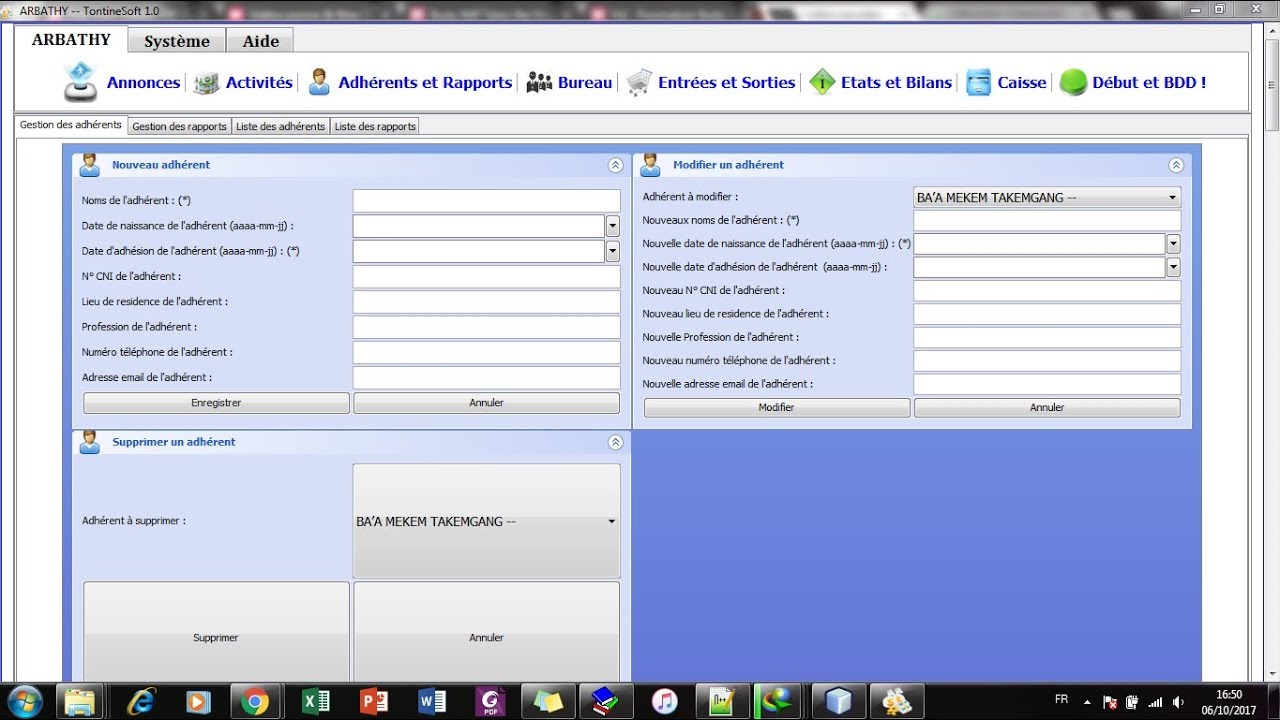 ARBATHY -- TontineSoft 1.0
ARBATHY Système Aide
Annonces Activités Adhérents et Rapports Bureau Entrées et Sorties Etats et Bilans Caisse Début et BDD !
Gestion des adhérents Gestion des rapports Liste des adhérents Liste des rapports
Nouveau adhérent
Noms de l'adhérent : (*)
Date de naissance de l'adhérent (aaaa-mm-jj) :
Date d'adhésion de l'adhérent (aaaa-mm-jj) : (*)
N° CNI de l'adhérent :
Lieu de residence de l'adhérent :
Profession de l'adhérent :
Numéro téléphone de l'adhérent :
Adresse email de l'adhérent :
Enregistrer Annuler
Modifier un adhérent
Adhérent à modifier : BA'A MEKEM TAKEMGANG --
Nouveaux noms de l'adhérent : (*)
Nouvelle date de naissance de l'adhérent (aaaa-mm-jj) : (*)
Nouvelle date d'adhésion de l'adhérent (aaaa-mm-jj) :
Nouveau N° CNI de l'adhérent :
Nouveau lieu de residence de l'adhérent :
Nouvelle Profession de l'adhérent :
Nouveau numéro téléphone de l'adhérent :
Nouvelle adresse email de l'adhérent :
Modifier Annuler
Supprimer un adhérent
Adhérent à supprimer : BA'A MEKEM TAKEMGANG --
Supprimer Annuler
FR 16:50
06/10/2017